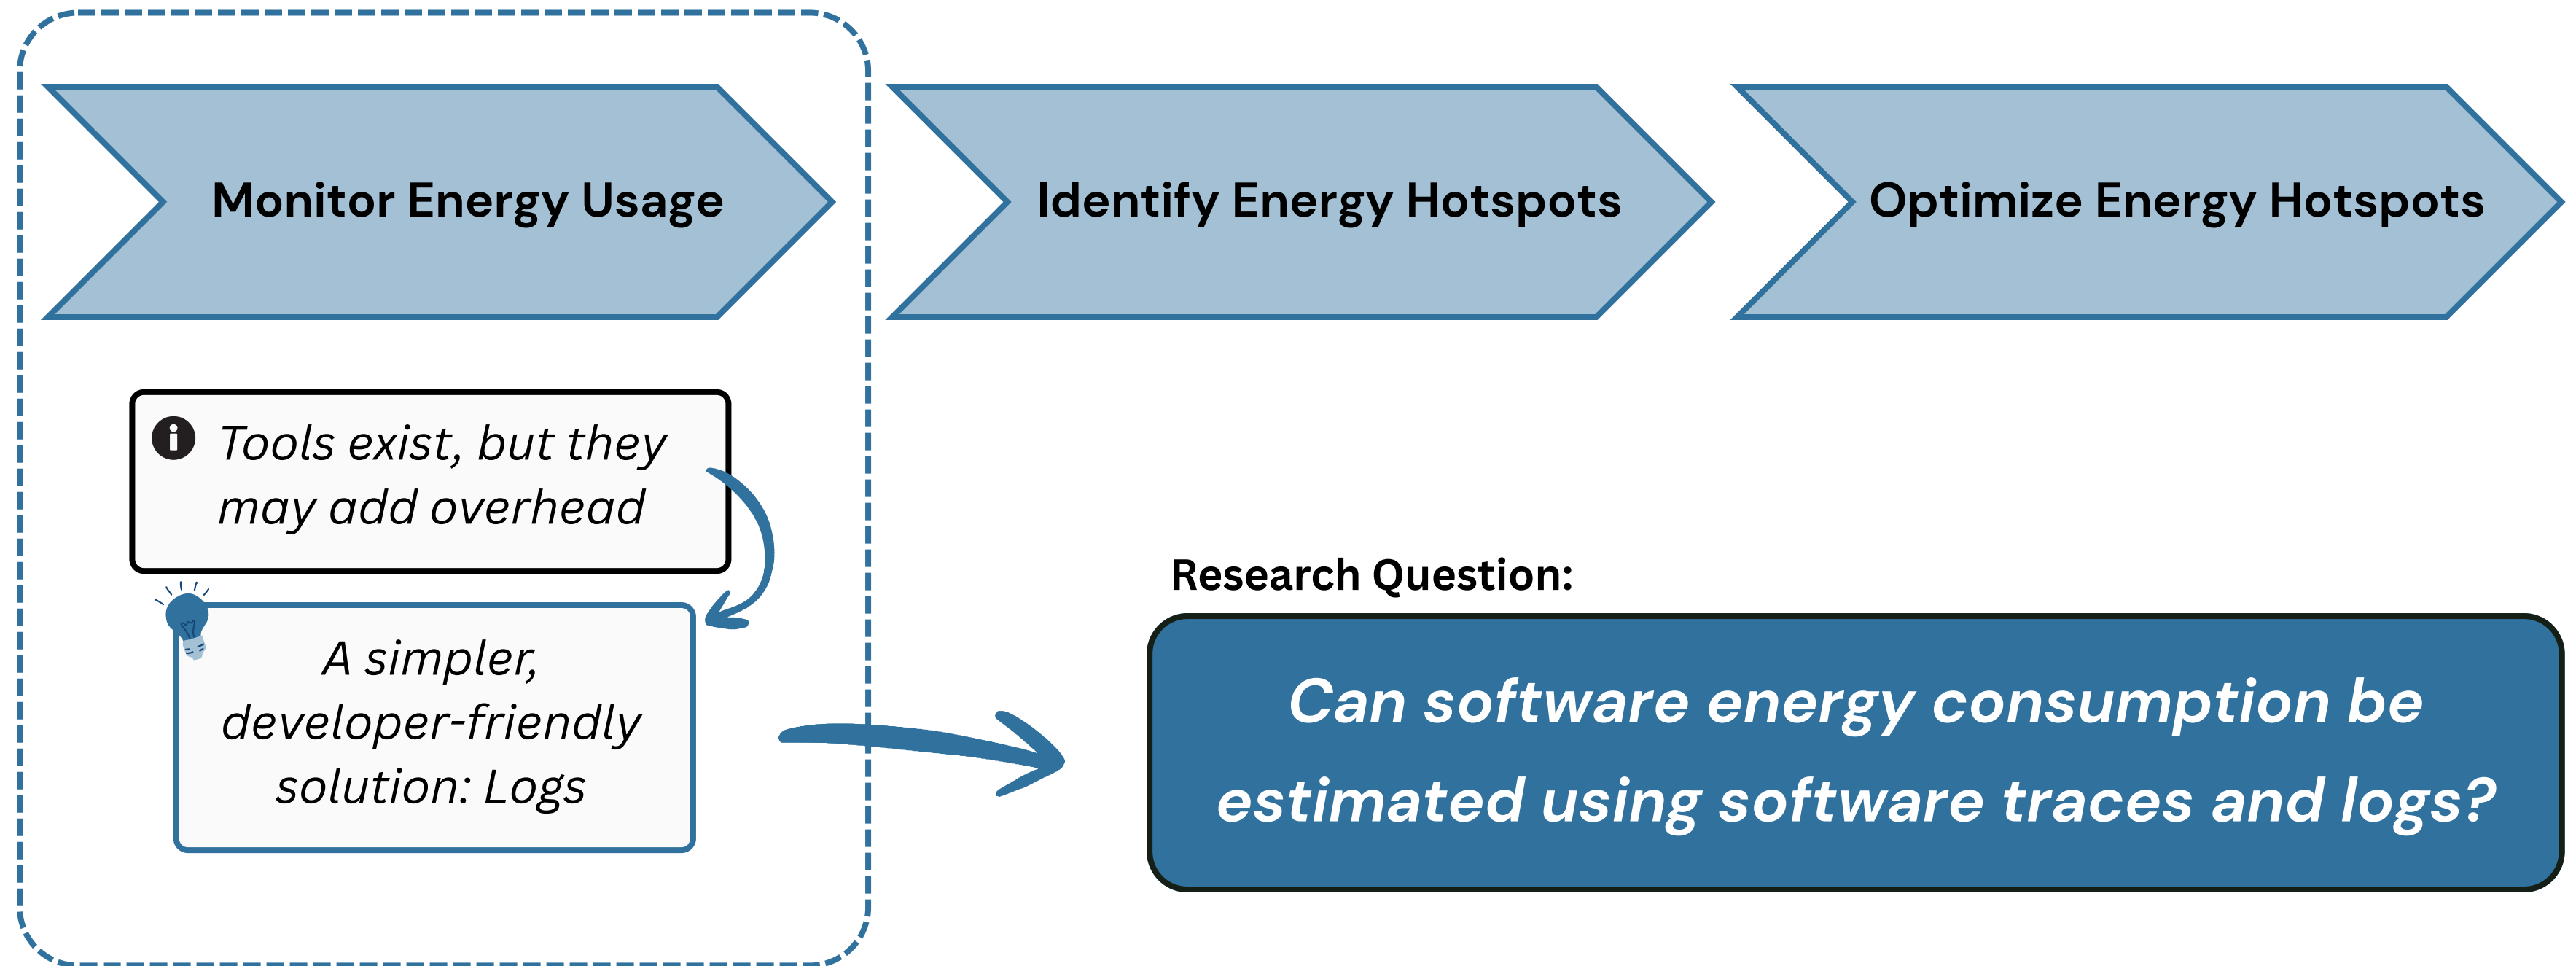 Monitor Energy Usage
Identify Energy Hotspots
Optimize Energy Hotspots
Tools exist, but they
may add overhead
A simpler,
developer-friendly
solution: Logs
Research Question:
Can software energy consumption be
estimated using software traces and logs?